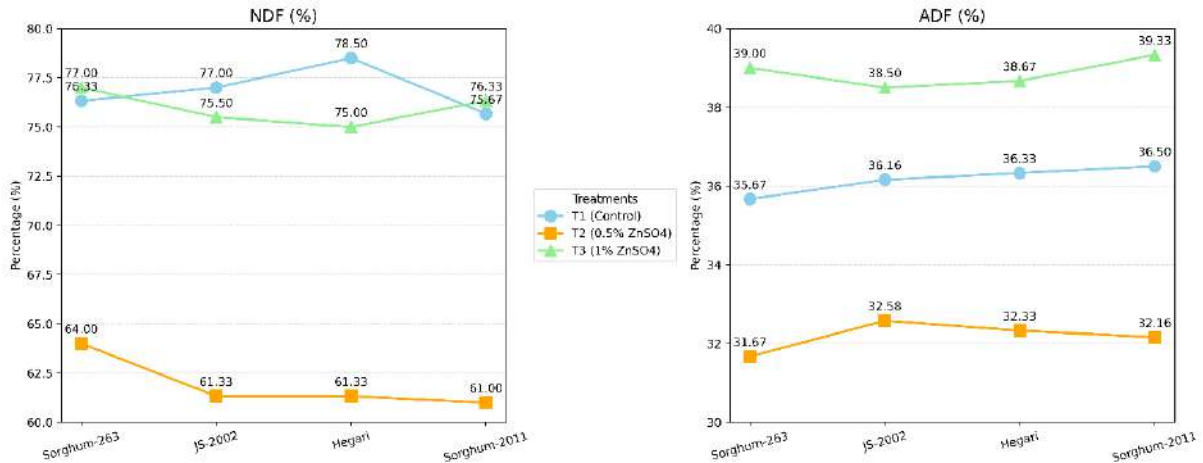 NDF (%)
80.0
77.5
75.0
72.5
70.0
67.5
65.0
62.5
60.0
Percentage (%)
77.00
76.33
77.00
75.50
78.50
75.00
76.33
75.67
64.00
61.33
61.33
61.00
Sorghum-263
JS-2002
Hegari
Sorghum-2011
Treatments
T1 (Control)
T2 (0.5% ZnSO4)
T3 (1% ZnSO4)
ADF (%)
40
38
36
34
32
30
Percentage (%)
39.00
38.50
38.67
39.33
35.67
36.16
36.33
36.50
31.67
32.58
32.33
32.16
Sorghum-263
JS-2002
Hegari
Sorghum-2011